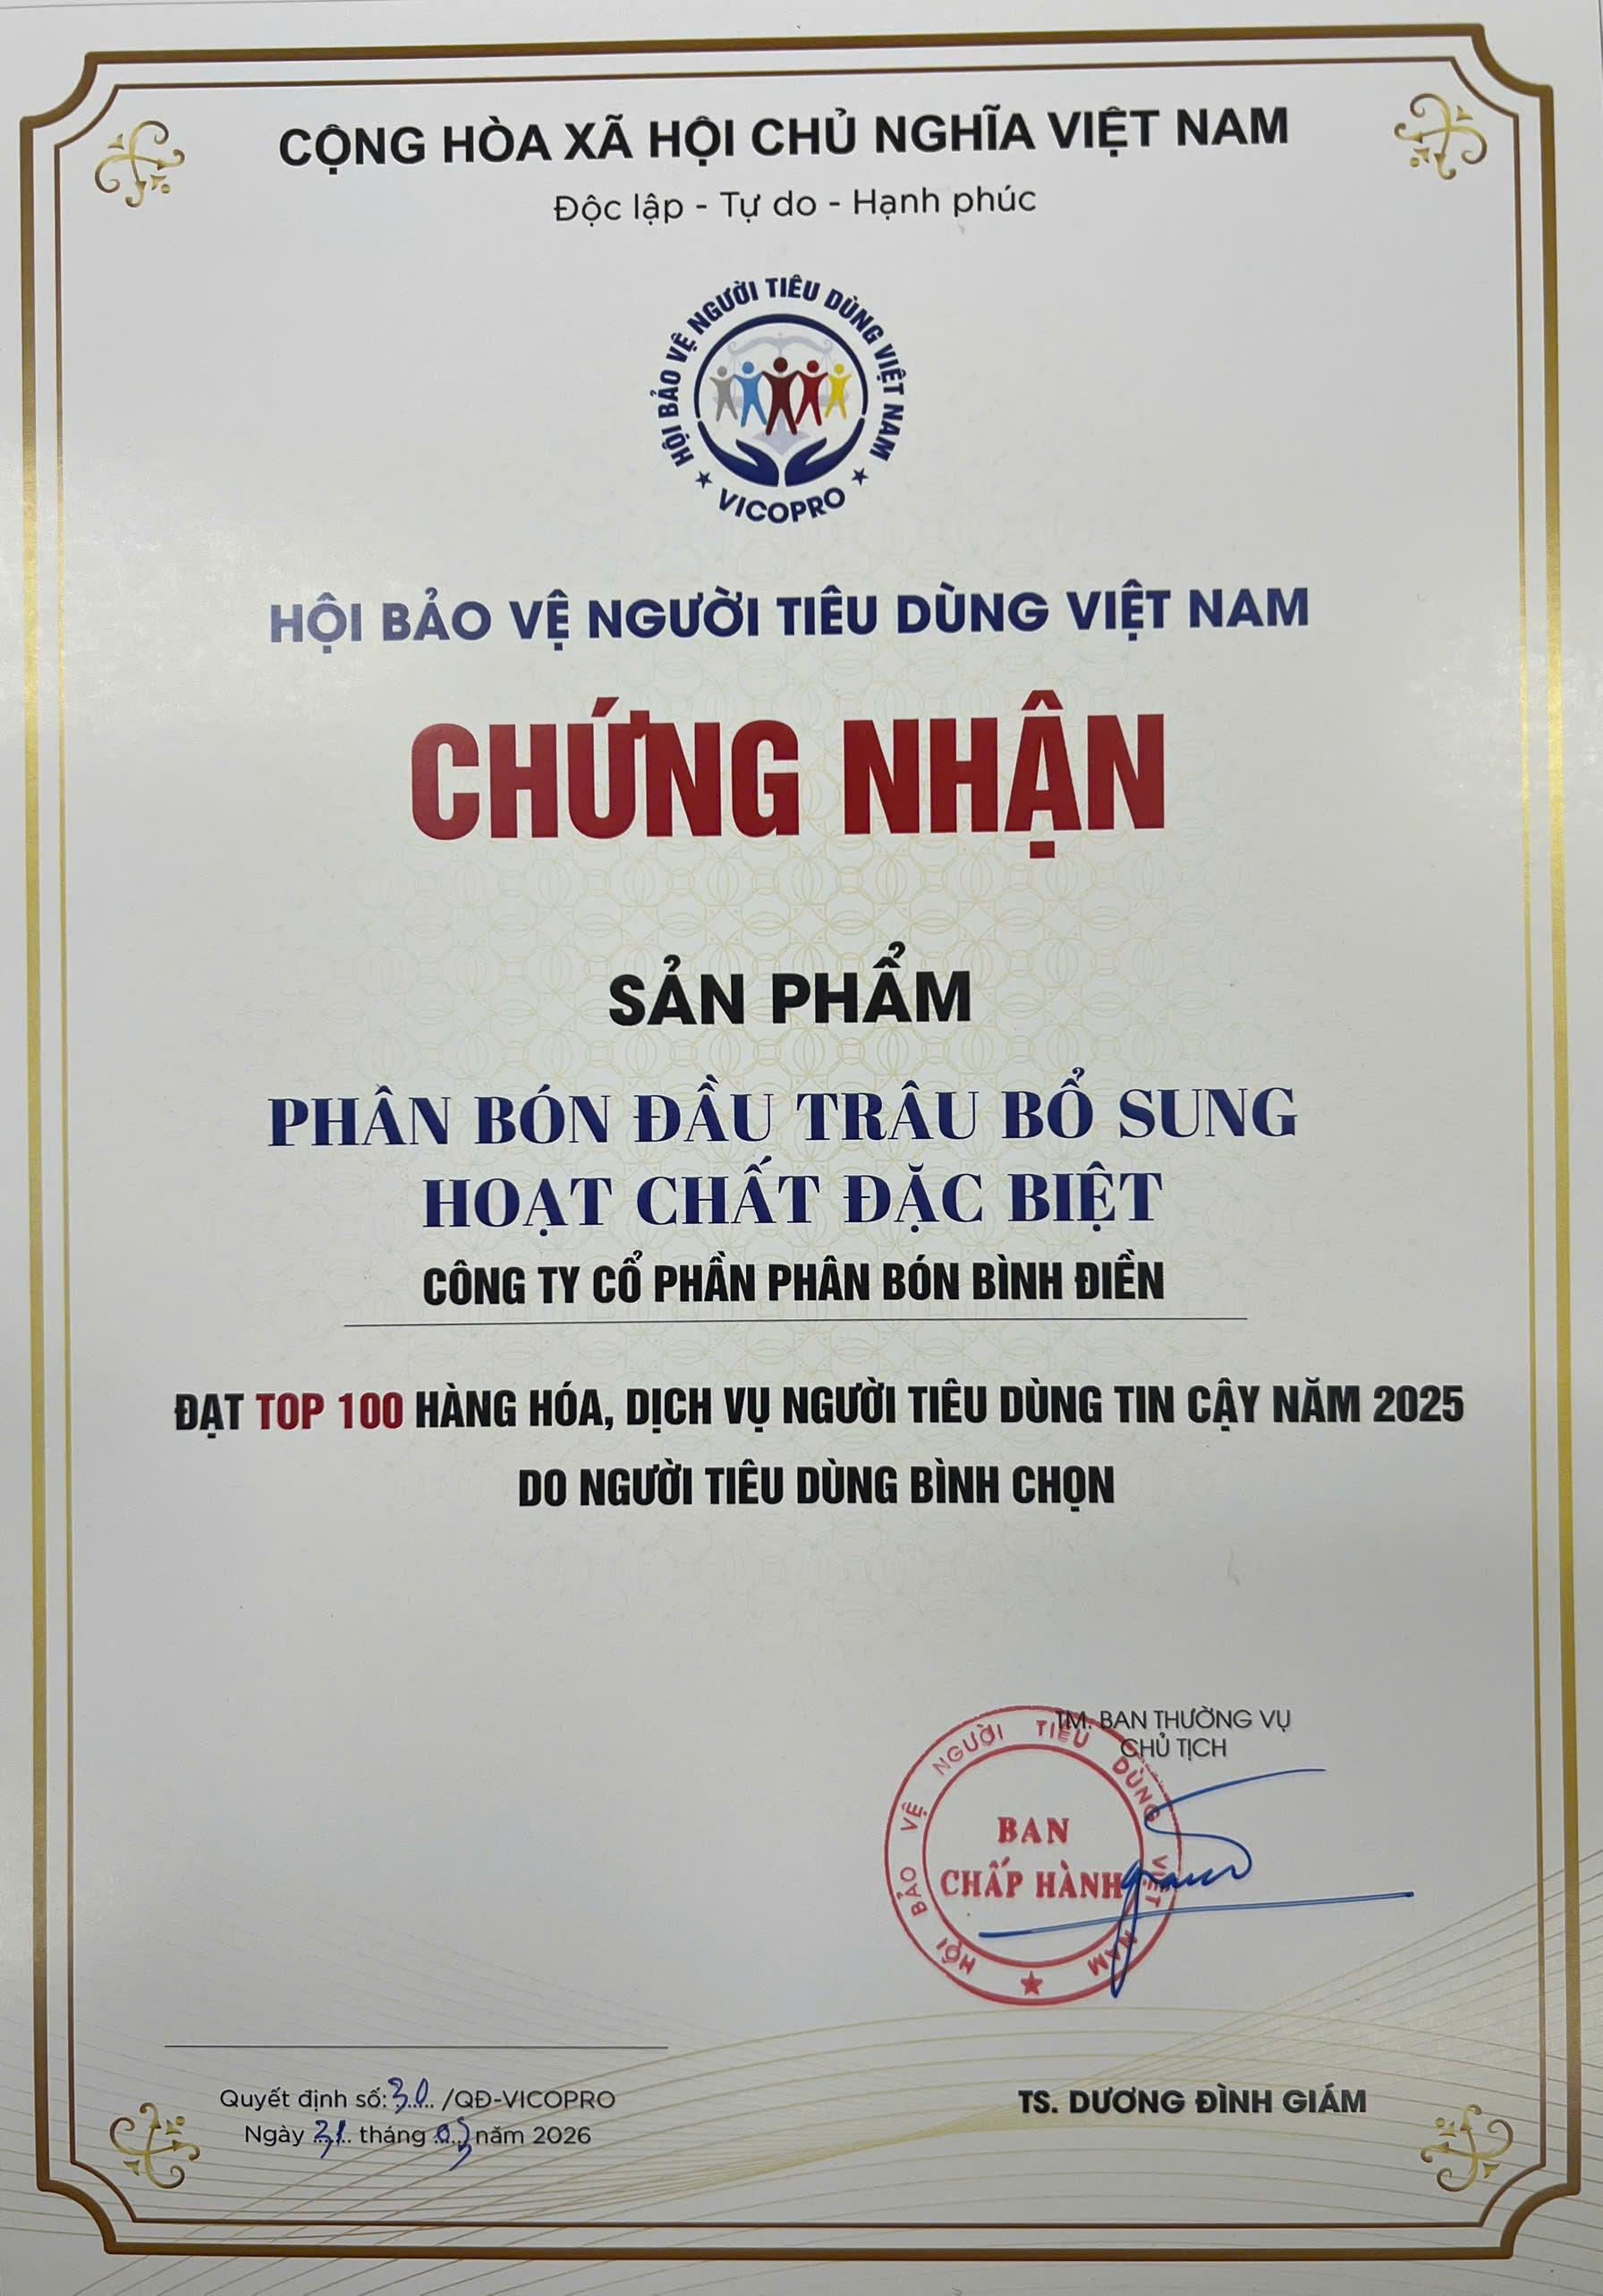 CỘNG HÒA XÃ HỘI CHỦ NGHĨA VIỆT NAM
Độc lập - Tự do - Hạnh phúc
HỘI BẢO VỆ NGƯỜI TIÊU DÙNG VIỆT NAM
VICOPRO
HỘI BẢO VỆ NGƯỜI TIÊU DÙNG VIỆT NAM
CHỨNG NHẬN
SẢN PHẨM
PHÂN BÓN ĐẦU TRÂU BỔ SUNG
HOẠT CHẤT ĐẶC BIỆT
CÔNG TY CỔ PHẦN PHÂN BÓN BÌNH ĐIỀN
ĐẠT TOP 100 HÀNG HÓA, DỊCH VỤ NGƯỜI TIÊU DÙNG TIN CẬY NĂM 2025
DO NGƯỜI TIÊU DÙNG BÌNH CHỌN
TM. BAN THƯỜNG VỤ
CHỦ TỊCH
HỘI BẢO VỆ NGƯỜI TIÊU DÙNG VIỆT NAM
BAN
CHẤP HÀNH
TS. DƯƠNG ĐÌNH GIÁM
Quyết định số: 30 /QĐ-VICOPRO
Ngày 31 tháng 03 năm 2026